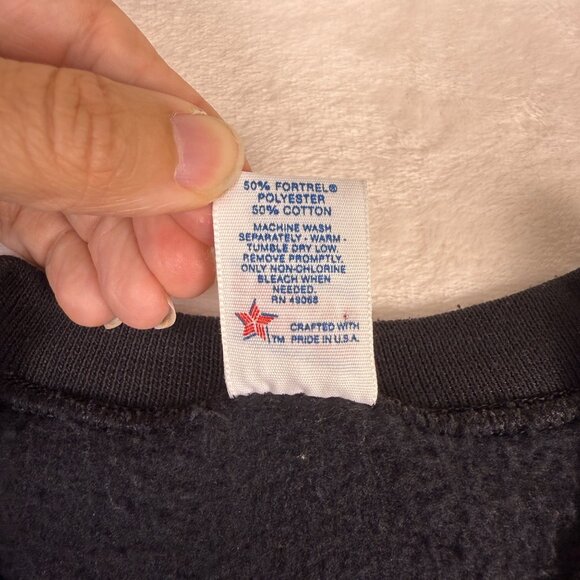 50% FORTREL®
POLYESTER
50% COTTON
MACHINE WASH
SEPARATELY - WARM -
TUMBLE DRY LOW.
REMOVE PROMPTLY.
ONLY NON-CHLORINE
BLEACH WHEN
NEEDED.
RN 49068
CRAFTED WITH
TM PRIDE IN U.S.A.